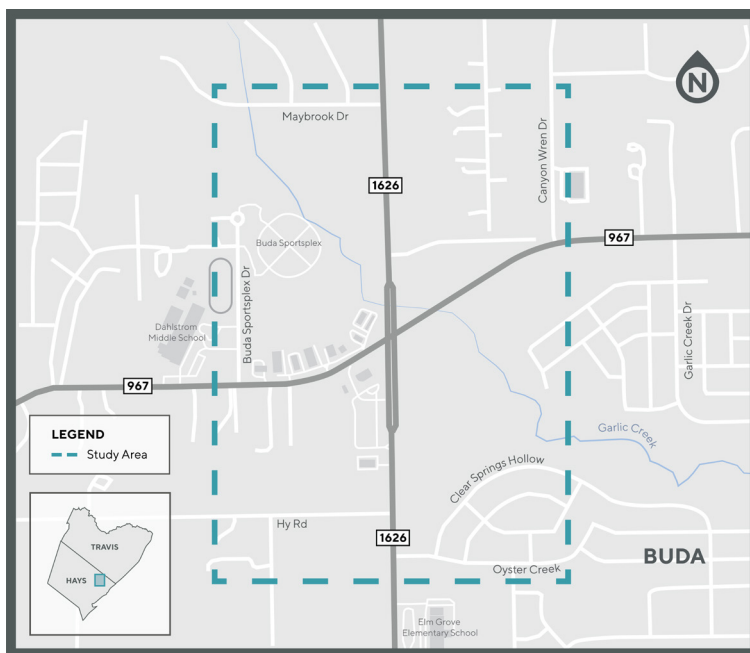 N
Maybrook Dr
1626
Canyon Wren Dr
967
Buda Sportsplex
Buda Sportsplex Dr
Dahlstrom
Middle School
967
Garlic Creek Dr
LEGEND
Study Area
Garlic Creek
Clear Springs Hollow
Hy Rd
1626
TRAVIS
HAYS
BUDA
Oyster Creek
Elm Grove
Elementary School